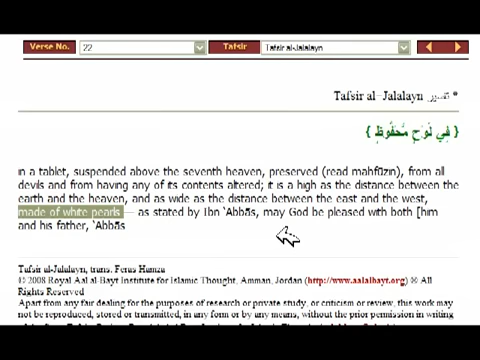 Verse No. 22 Tafsir Tafsir al-Jalalayn
Tafsir al-Jalalayn تفسير *
{ فِي لَوْحٍ مَّحْفُوظٍ }
in a tablet, suspended above the seventh heaven, preserved (read mahfūzin), from all
devils and from having any of its contents altered; it is a high as the distance between the
earth and the heaven, and as wide as the distance between the east and the west,
made of white pearls — as stated by Ibn ‘Abbās, may God be pleased with both [him
and his father, ‘Abbās
Tafsir al-Jalalayn, trans. Feras Hamza
© 2008 Royal Aal al-Bayt Institute for Islamic Thought, Amman, Jordan (http://www.aalalbayt.org) ® All
Rights Reserved
Apart from any fair dealing for the purposes of research or private study, or criticism or review, this work may
not be reproduced, stored or transmitted, in any form or by any means, without the prior permission in writing